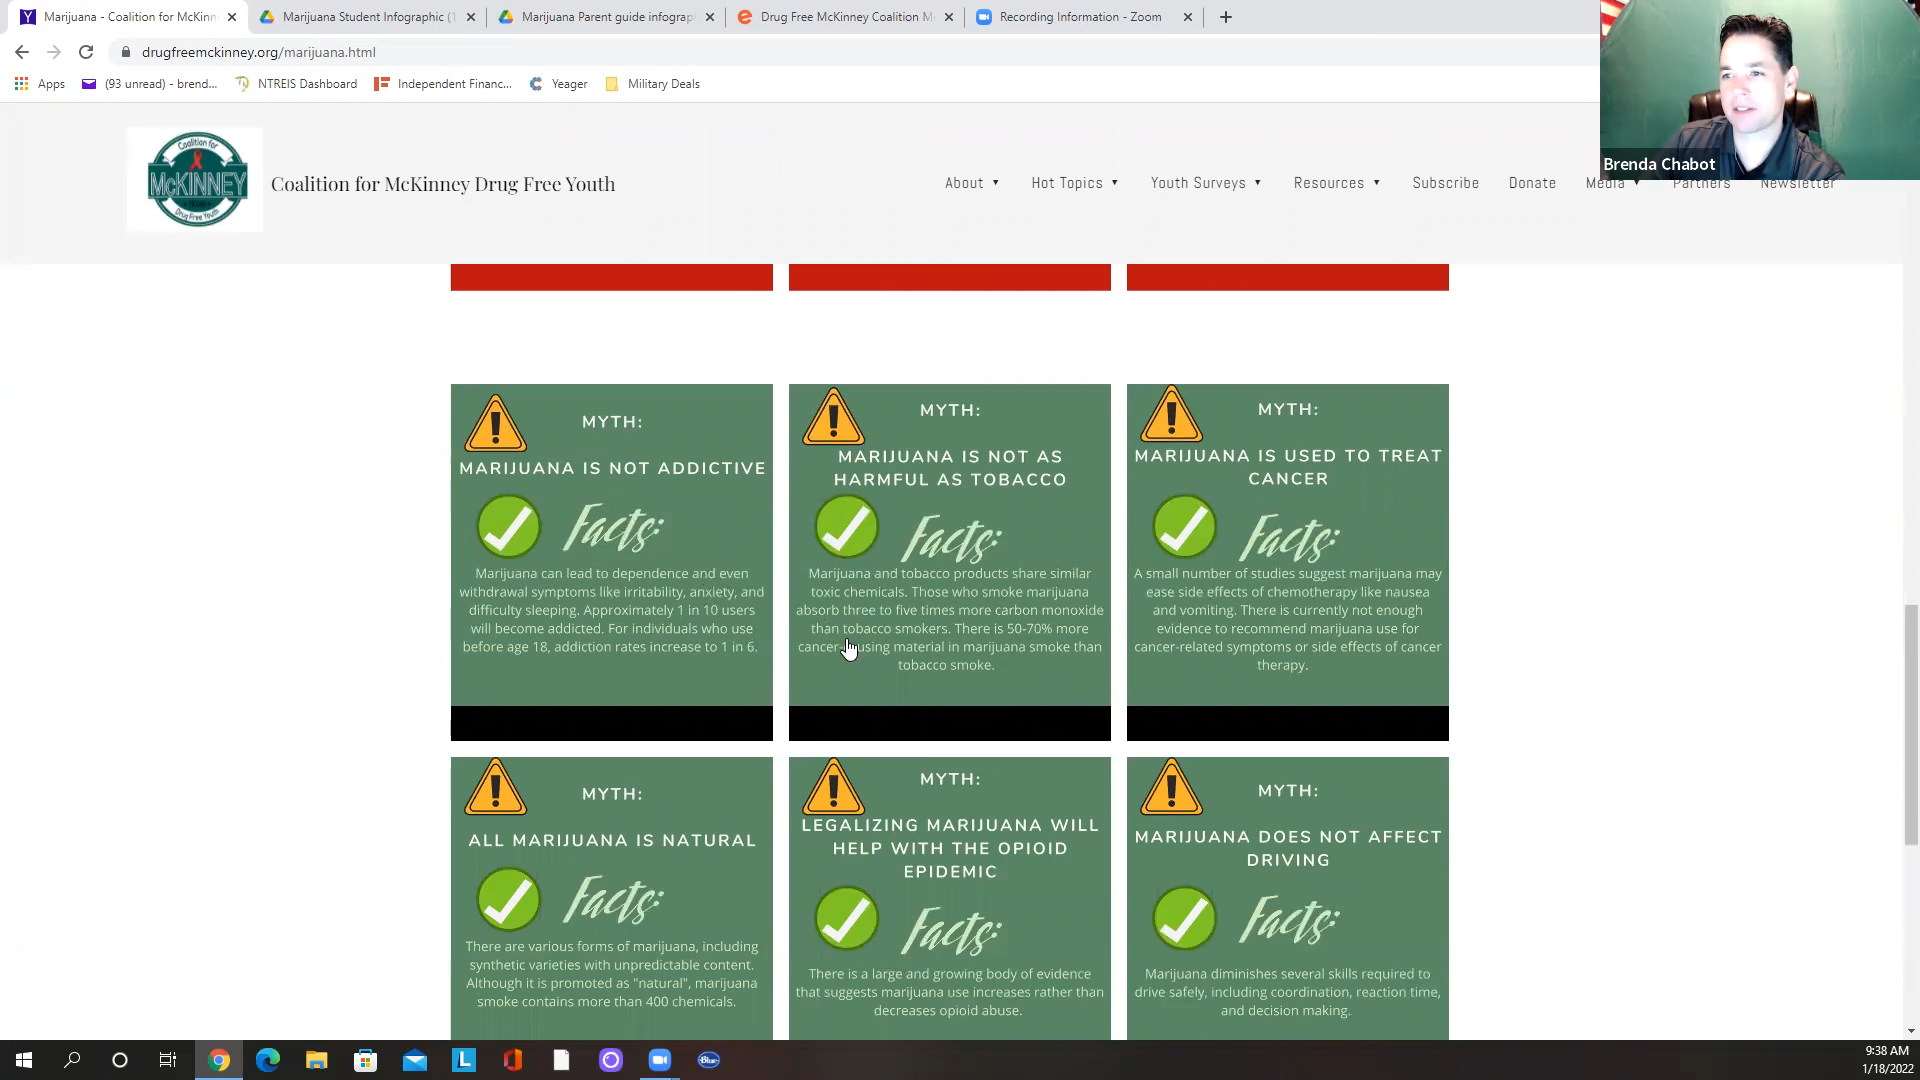 Marijuana - Coalition for McKinn
Marijuana Student Infographic (1
Marijuana Parent guide infograp
Drug Free McKinney Coalition M
Recording Information - Zoom
drugfreemckinney.org/marijuana.html
Apps
(93 unread) - brend...
NTREIS Dashboard
Independent Financ...
Yeager
Military Deals
Brenda Chabot
Coalition for
McKINNEY
Drug Free Youth
Coalition for McKinney Drug Free Youth
About
Hot Topics
Youth Surveys
Resources
Subscribe
Donate
Media
Partners
Newsletter
MYTH:
MARIJUANA IS NOT ADDICTIVE
Facts:
Marijuana can lead to dependence and even
withdrawal symptoms like irritability, anxiety, and
difficulty sleeping. Approximately 1 in 10 users
will become addicted. For individuals who use
before age 18, addiction rates increase to 1 in 6.
MYTH:
MARIJUANA IS NOT AS
HARMFUL AS TOBACCO
Facts:
Marijuana and tobacco products share similar
toxic chemicals. Those who smoke marijuana
absorb three to five times more carbon monoxide
than tobacco smokers. There is 50-70% more
cancer-causing material in marijuana smoke than
tobacco smoke.
MYTH:
MARIJUANA IS USED TO TREAT
CANCER
Facts:
A small number of studies suggest marijuana may
ease side effects of chemotherapy like nausea
and vomiting. There is currently not enough
evidence to recommend marijuana use for
cancer-related symptoms or side effects of cancer
therapy.
MYTH:
ALL MARIJUANA IS NATURAL
Facts:
There are various forms of marijuana, including
synthetic varieties with unpredictable content.
Although it is promoted as "natural", marijuana
smoke contains more than 400 chemicals.
MYTH:
LEGALIZING MARIJUANA WILL
HELP WITH THE OPIOID
EPIDEMIC
Facts:
There is a large and growing body of evidence
that suggests marijuana use increases rather than
decreases opioid abuse.
MYTH:
MARIJUANA DOES NOT AFFECT
DRIVING
Facts:
Marijuana diminishes several skills required to
drive safely, including coordination, reaction time,
and decision making.
L
Blue
9:38 AM
1/18/2022